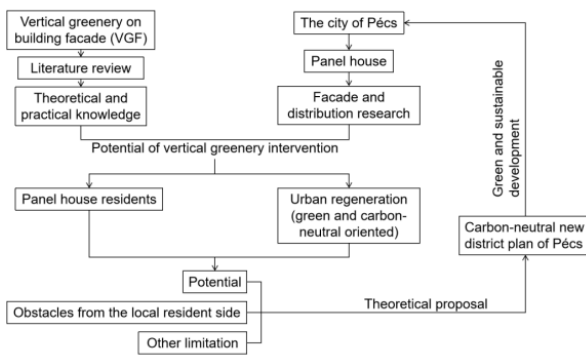 Vertical greenery on
building facade (VGF)
Literature review
Theoretical and
practical knowledge
The city of Pécs
Panel house
Facade and
distribution research
Potential of vertical greenery intervention
Panel house residents
Urban regeneration
(green and carbon-
neutral oriented)
Potential
Obstacles from the local resident side
Other limitation
Theoretical proposal
Carbon-neutral new
district plan of Pécs
Green and sustainable
development